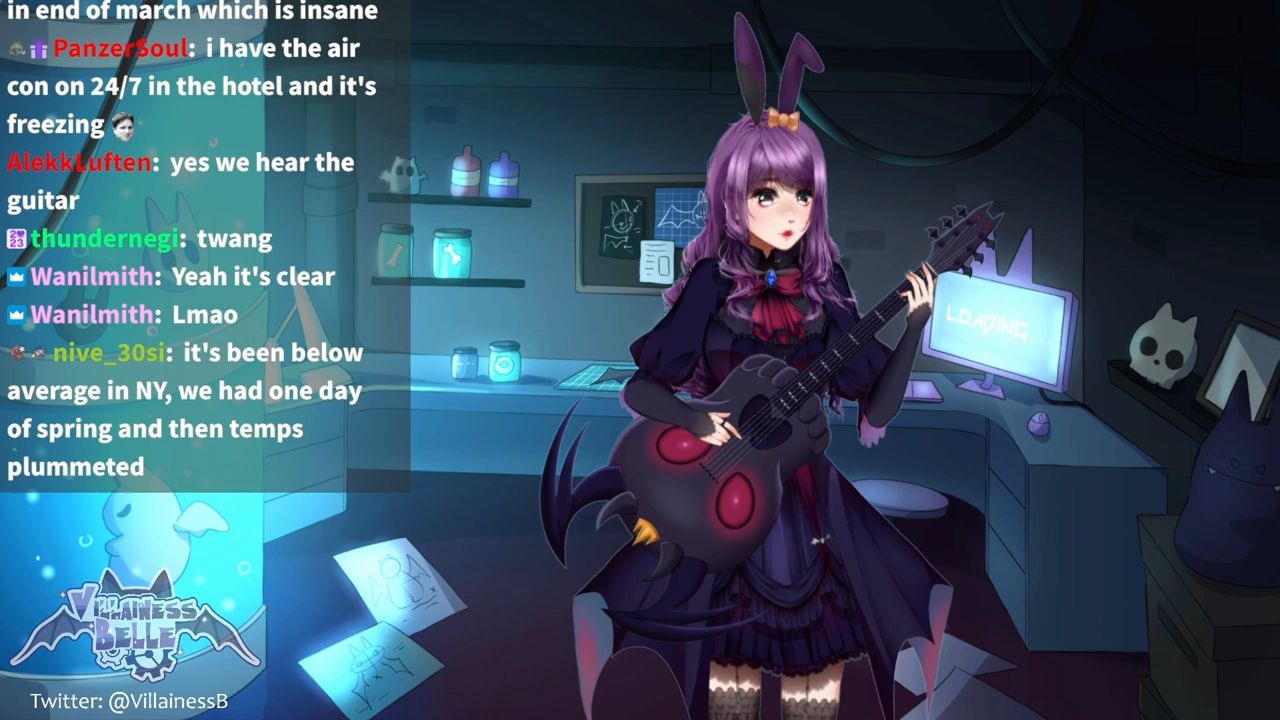 in end of march which is insane
PanzerSoul: i have the air
con on 24/7 in the hotel and it's
freezing
AlekkLuften: yes we hear the
guitar
2
23
thundernegi: twang
Wanilmith: Yeah it's clear
Wanilmith: Lmao
nive_30si: it's been below
average in NY, we had one day
of spring and then temps
plummeted
LOADING...
VILLAINESS
BELLE
Twitter: @VillainessB